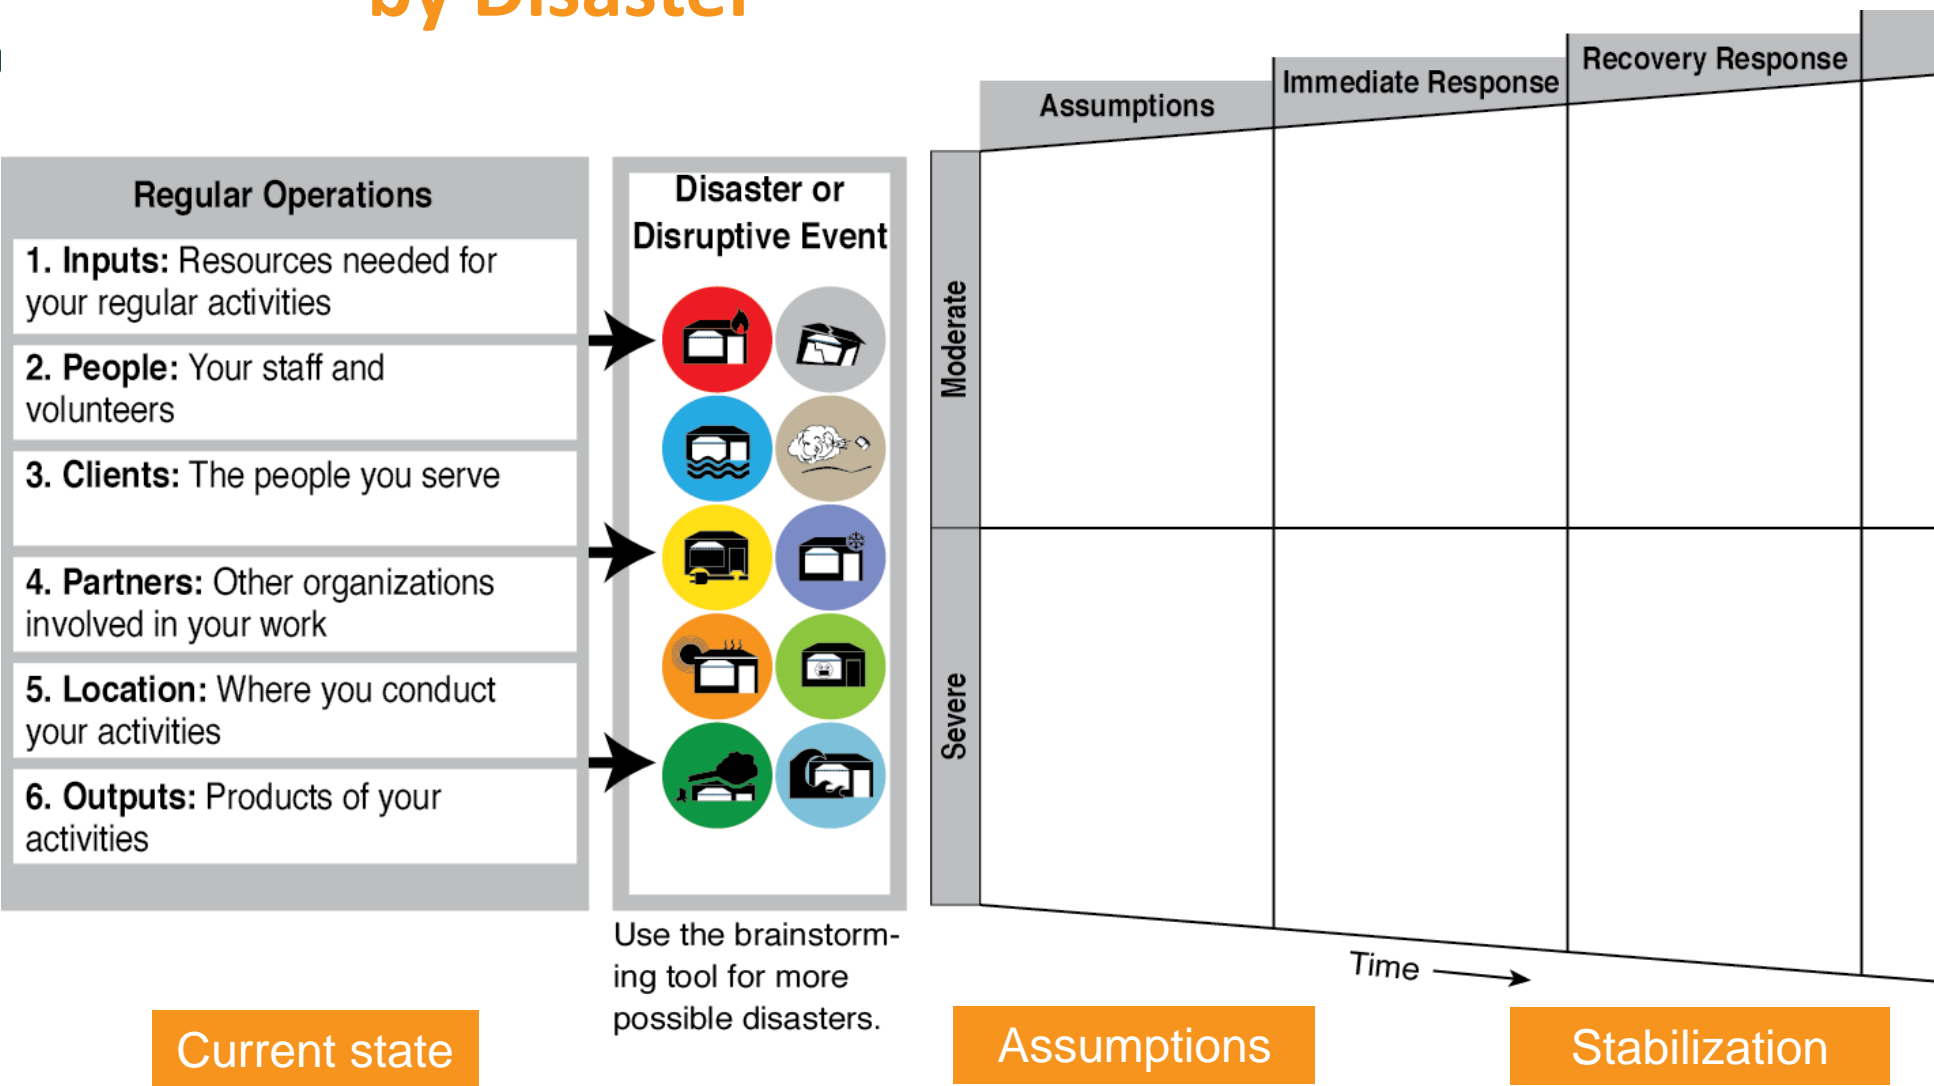 by Disaster
Assumptions
Immediate Response
Recovery Response
Regular Operations
1. Inputs: Resources needed for
your regular activities
2. People: Your staff and
volunteers
3. Clients: The people you serve
4. Partners: Other organizations
involved in your work
5. Location: Where you conduct
your activities
6. Outputs: Products of your
activities
Disaster or
Disruptive Event
Use the brainstorm-
ing tool for more
possible disasters.
Moderate
Severe
Time
Current state
Assumptions
Stabilization